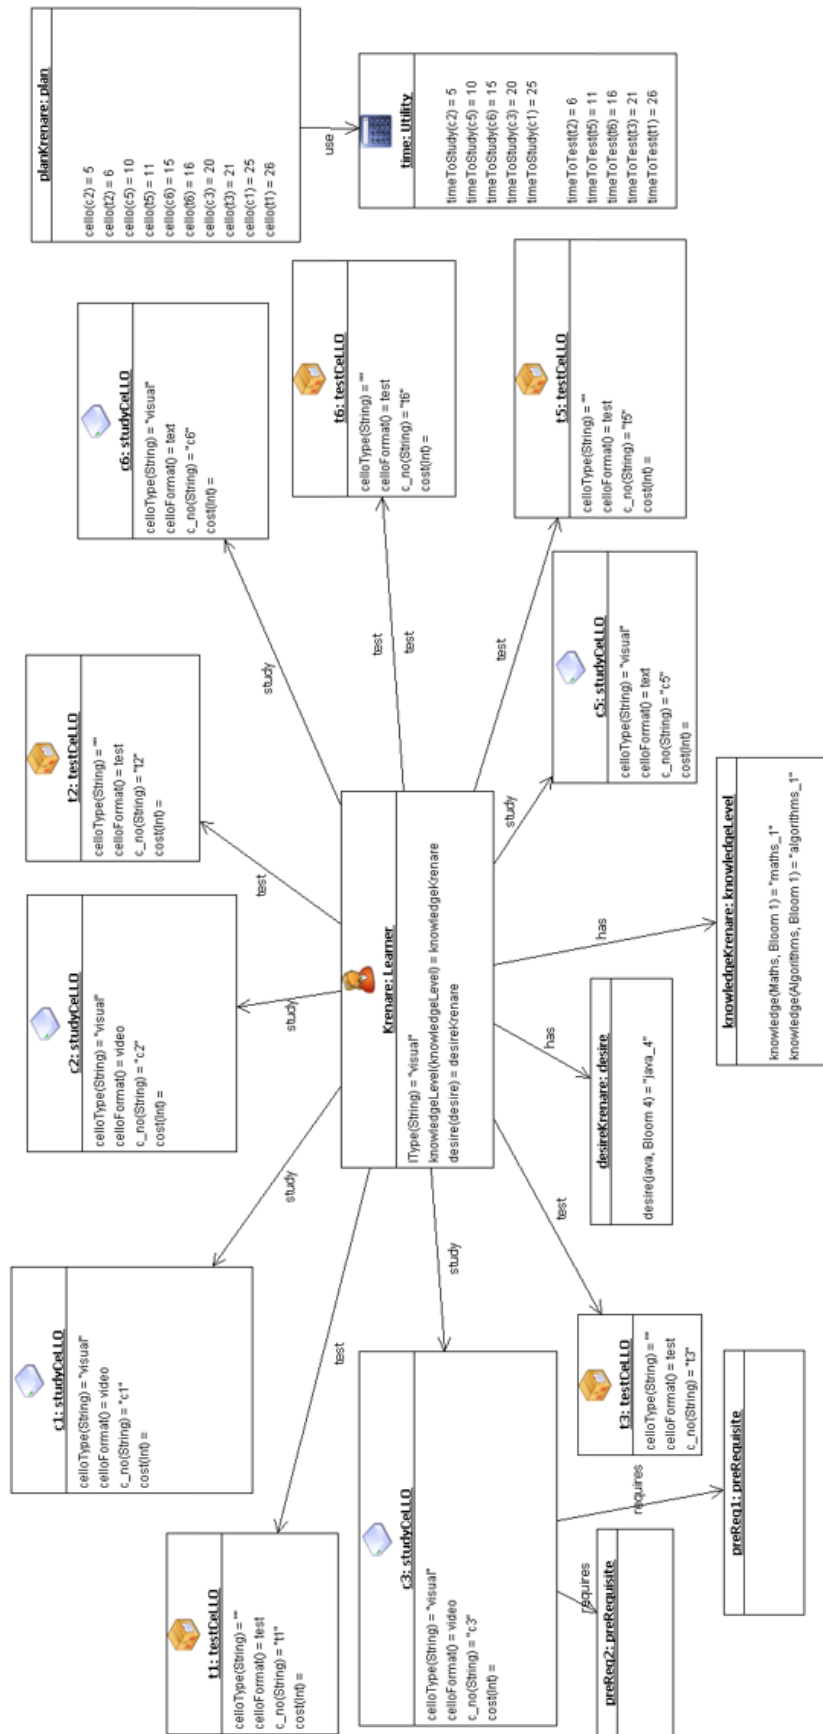 planKrenare: plan
cello(c2) = 5
cello(t2) = 6
cello(c5) = 10
cello(t5) = 11
cello(c6) = 15
cello(t6) = 16
cello(c3) = 20
cello(t3) = 21
cello(c1) = 25
cello(t1) = 26
use
time: Utility
timeToStudy(c2) = 5
timeToStudy(c5) = 10
timeToStudy(c6) = 15
timeToStudy(c3) = 20
timeToStudy(c1) = 25
timeToTest(t2) = 6
timeToTest(t5) = 11
timeToTest(t6) = 16
timeToTest(t3) = 21
timeToTest(t1) = 26
c6: studyCeLLO
celloType(String) = "visual"
celloFormat() = text
c_no(String) = "c6"
cost(Int) =
study
t6: testCeLLO
celloType(String) = ""
celloFormat() = test
c_no(String) = "t6"
cost(Int) =
test
test
t5: testCeLLO
celloType(String) = ""
celloFormat() = test
c_no(String) = "t5"
cost(Int) =
test
t2: testCeLLO
celloType(String) = ""
celloFormat() = test
c_no(String) = "t2"
cost(Int) =
test
c5: studyCeLLO
celloType(String) = "visual"
celloFormat() = text
c_no(String) = "c5"
cost(Int) =
study
c2: studyCeLLO
celloType(String) = "visual"
celloFormat() = video
c_no(String) = "c2"
cost(Int) =
study
Krenare: Learner
lType(String) = "visual"
knowledgeLevel(knowledgeLevel) = knowledgeKrenare
desire(desire) = desireKrenare
has
knowledgeKrenare: knowledgeLevel
knowledge(Maths, Bloom 1) = "maths_1"
knowledge(Algorithms, Bloom 1) = "algorithms_1"
has
desireKrenare: desire
desire(java, Bloom 4) = "java_4"
c1: studyCeLLO
celloType(String) = "visual"
celloFormat() = video
c_no(String) = "c1"
cost(Int) =
study
t1: testCeLLO
celloType(String) = ""
celloFormat() = test
c_no(String) = "t1"
cost(Int) =
test
c3: studyCeLLO
celloType(String) = "visual"
celloFormat() = video
c_no(String) = "c3"
cost(Int) =
study
t3: testCeLLO
celloType(String) = ""
celloFormat() = test
c_no(String) = "t3"
test
requires
preReq1: preRequisite
requires
preReq2: preRequisite